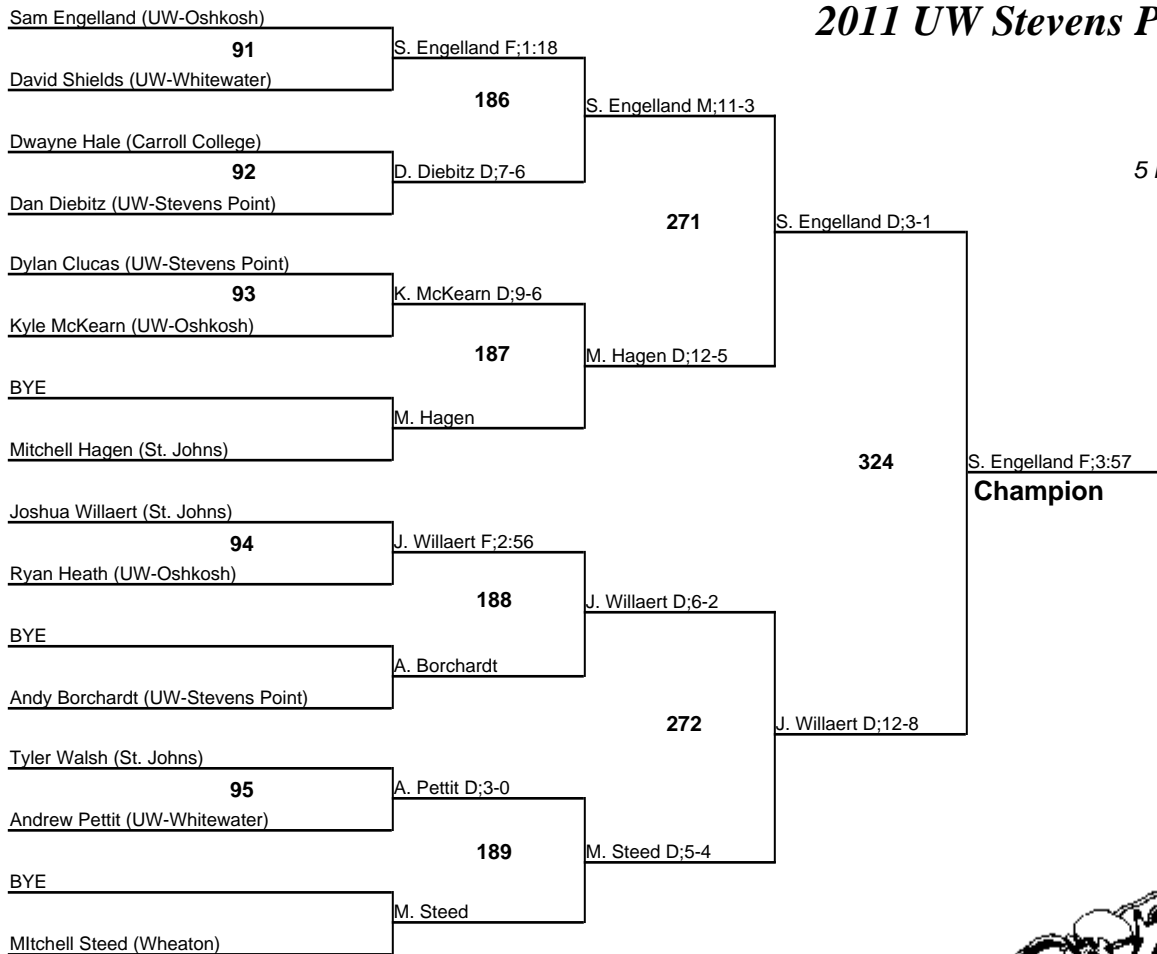 2011 UW Stevens P
5
Sam Engelland (UW-Oshkosh)
91
David Shields (UW-Whitewater)
S. Engelland F;1:18
186
Dwayne Hale (Carroll College)
92
Dan Diebitz (UW-Stevens Point)
D. Diebitz D;7-6
S. Engelland M;11-3
271
Dylan Clucas (UW-Stevens Point)
93
Kyle McKearn (UW-Oshkosh)
K. McKearn D;9-6
187
BYE
Mitchell Hagen (St. Johns)
M. Hagen
M. Hagen D;12-5
S. Engelland D;3-1
324
Joshua Willaert (St. Johns)
94
Ryan Heath (UW-Oshkosh)
J. Willaert F;2:56
188
BYE
Andy Borchardt (UW-Stevens Point)
A. Borchardt
J. Willaert D;6-2
272
Tyler Walsh (St. Johns)
95
Andrew Pettit (UW-Whitewater)
A. Pettit D;3-0
189
BYE
MItchell Steed (Wheaton)
M. Steed
M. Steed D;5-4
J. Willaert D;12-8
S. Engelland F;3:57
Champion